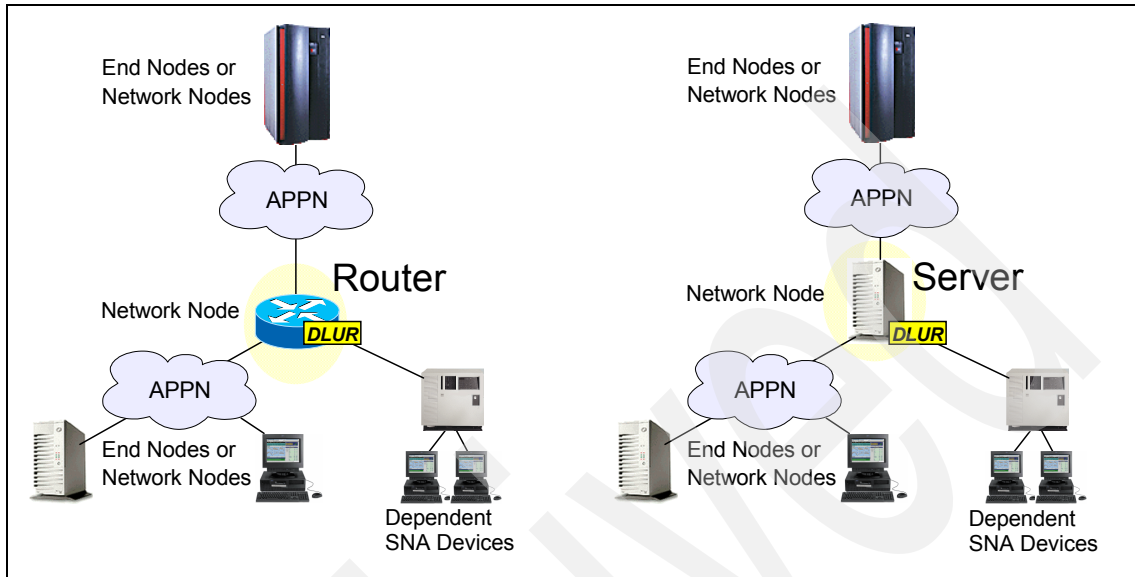 End Nodes or
Network Nodes
APPN
Router
Network Node
DLUR
APPN
End Nodes or
Network Nodes
Dependent
SNA Devices
End Nodes or
Network Nodes
APPN
Server
Network Node
DLUR
APPN
End Nodes or
Network Nodes
Dependent
SNA Devices